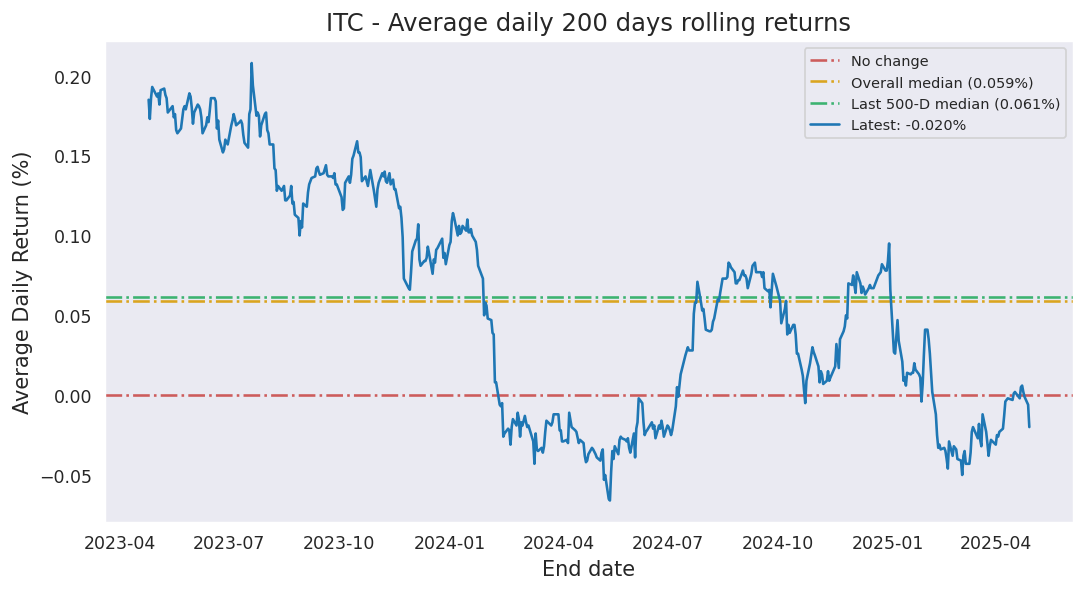 ITC - Average daily 200 days rolling returns
No change
Overall median (0.059%)
Last 500-D median (0.061%)
Latest: -0.020%
Average Daily Return (%)
0.20
0.15
0.10
0.05
0.00
−0.05
2023-04 2023-07 2023-10 2024-01 2024-04 2024-07 2024-10 2025-01 2025-04
End date